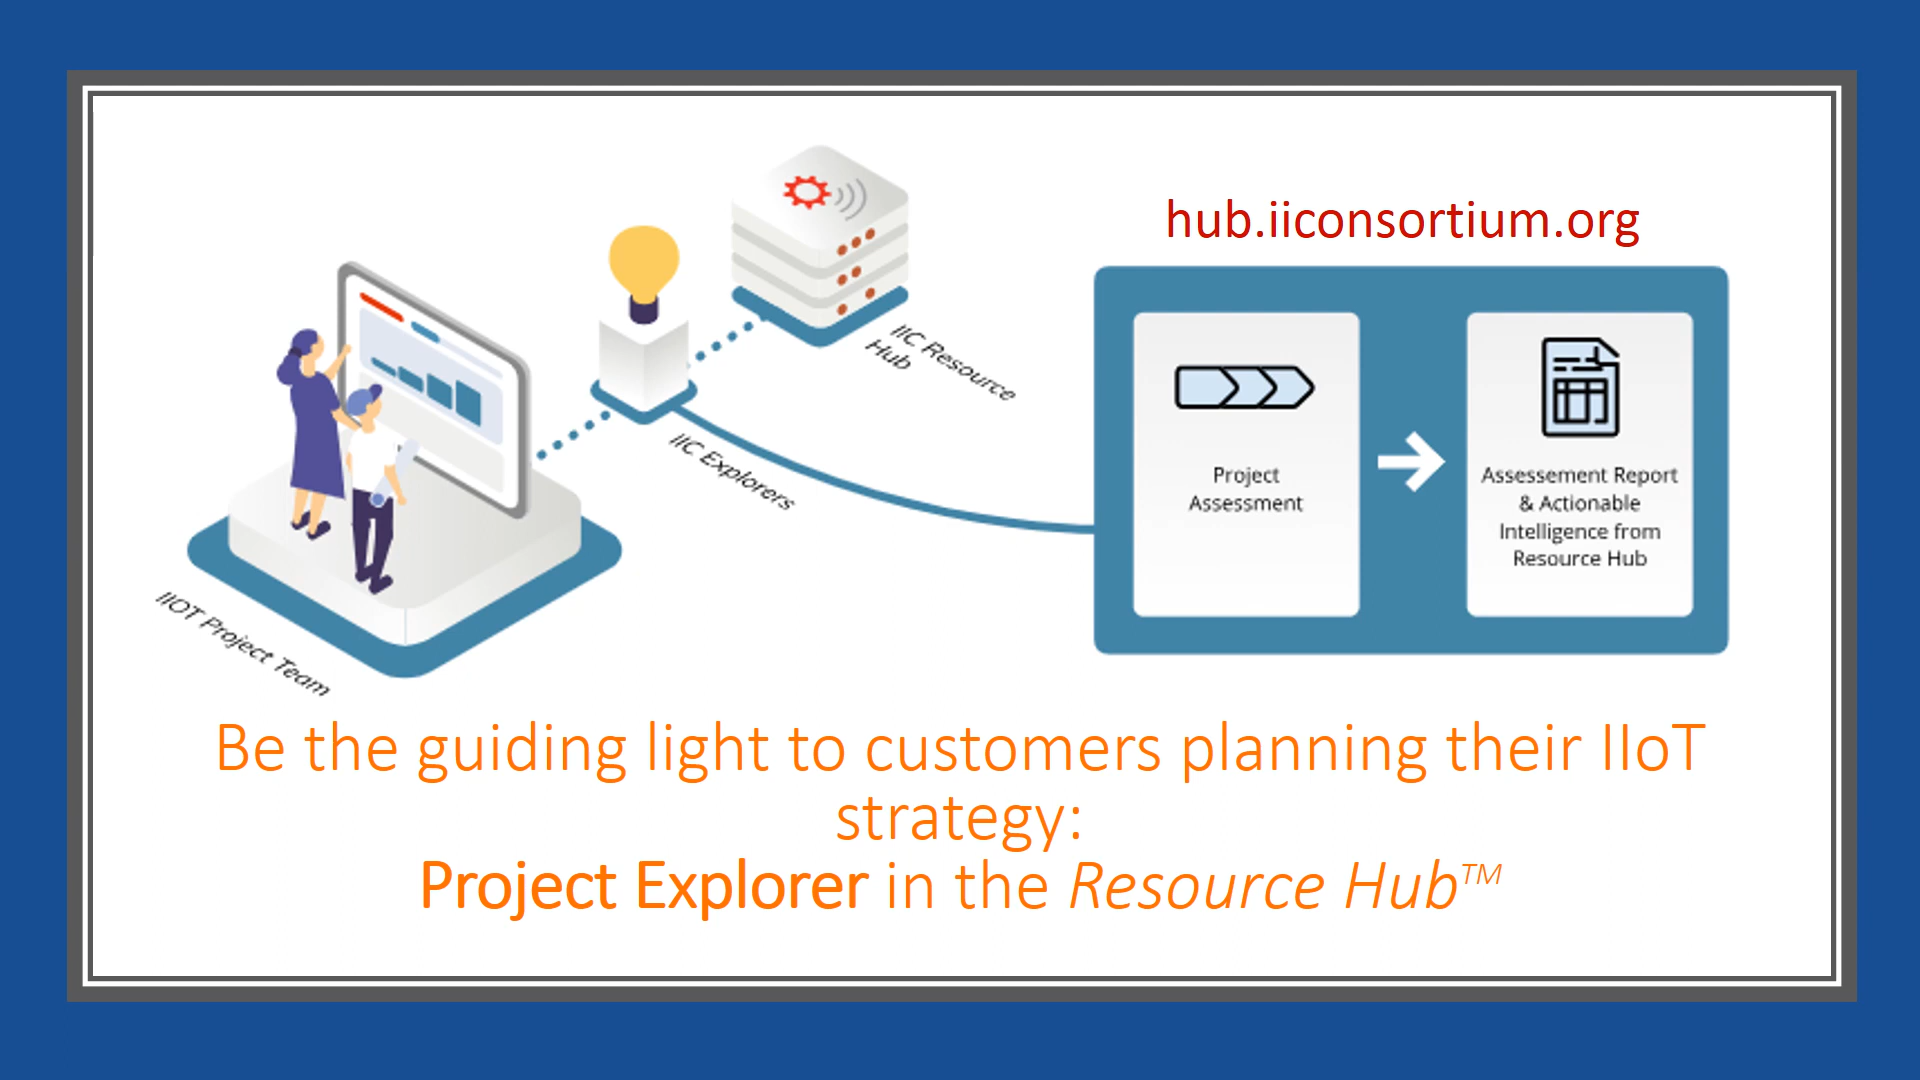 hub.iiconsortium.org
IIC Resource
Hub
IIC Explorers
IIOT Project Team
Project
Assessment
Assessement Report
& Actionable
Intelligence from
Resource Hub
Be the guiding light to customers planning their IIoT
strategy:
Project Explorer in the Resource Hub™